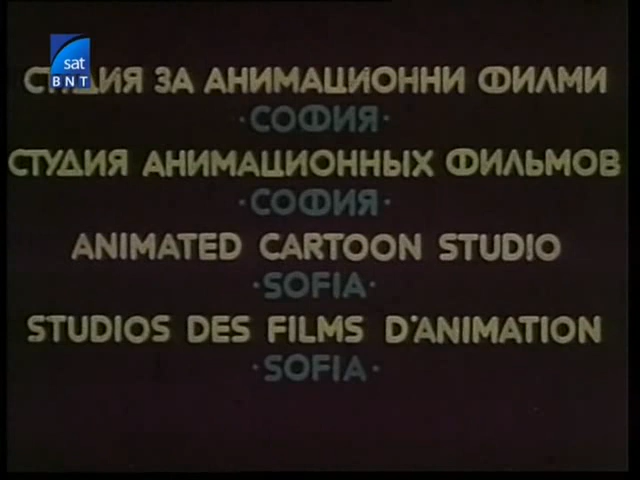 sat
BNT
СТУДИЯ ЗА АНИМАЦИОННИ ФИЛМИ
·СОФИЯ·
СТУДИЯ АНИМАЦИОННЫХ ФИЛЬМОВ
·СОФИЯ·
ANIMATED CARTOON STUDIO
·SOFIA·
STUDIOS DES FILMS D'ANIMATION
·SOFIA·